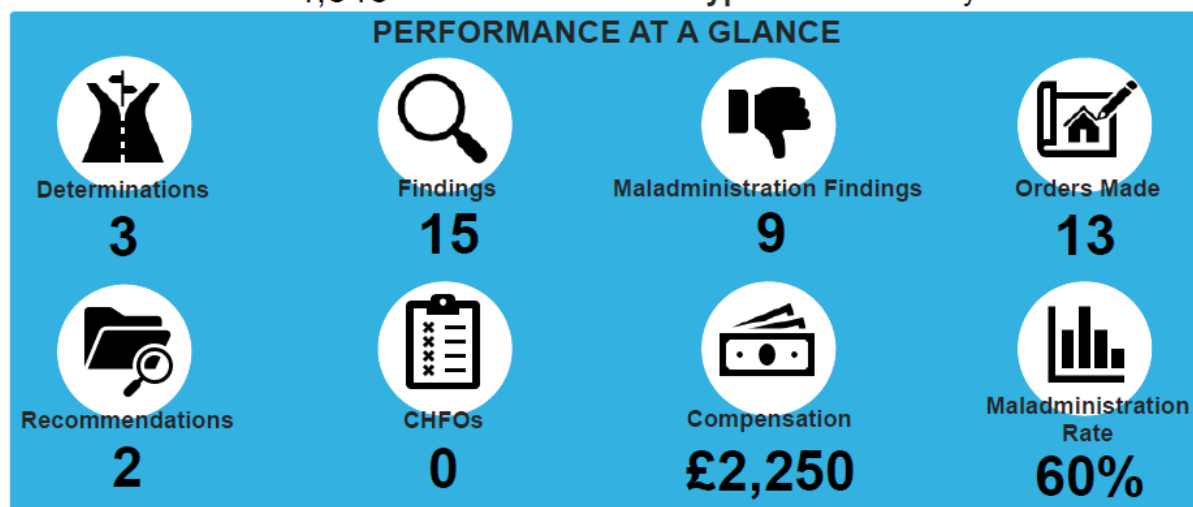 PERFORMANCE AT A GLANCE
Determinations
3
Findings
15
Maladministration Findings
9
Orders Made
13
Recommendations
2
CHFOs
0
Compensation
£2,250
Maladministration
Rate
60%